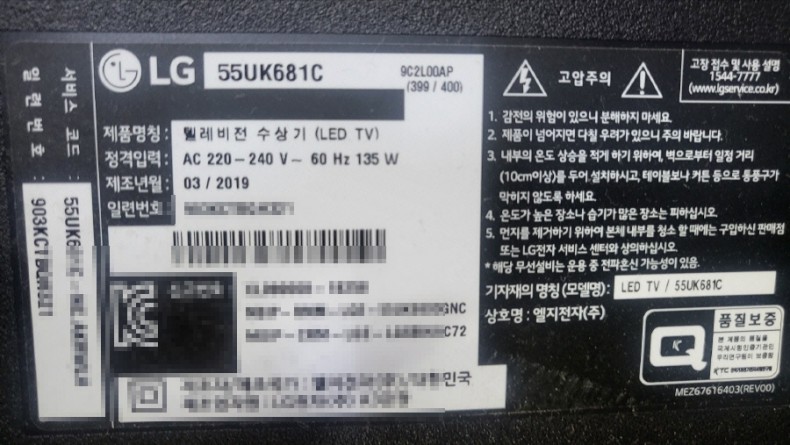 서비스 코드 :
일련번호 :
LG
55UK681C
9C2L00AP
(399 / 400)
제품명칭 : 텔레비전 수상기 (LED TV)
정격입력 : AC 220-240 V~ 60 Hz 135 W
제조년월 : 03 / 2019
일련번호
고압주의
고장 접수 및 사용 설명
1544-7777
(www.lgservice.co.kr)
1. 감전의 위험이 있으니 분해하지 마세요.
2. 제품이 넘어지면 다칠 우려가 있으니 주의 바랍니다.
3. 내부의 온도 상승을 적게 하기 위하여, 벽으로부터 일정 거리
(10cm이상)를 두어 설치하시고, 테이블보나 커튼 등으로 통풍구가
막히지 않도록 하세요.
4. 온도가 높은 장소나 습기가 많은 장소는 피하십시오.
5. 먼지를 제거하기 위하여 본체 내부를 청소 할 때에는 구입하신 판매점
또는 LG전자 서비스 센터와 상의하십시오.
* 해당 무선설비는 운용 중 전파혼신 가능성이 있음.
기자재의 명칭 (모델명) : LED TV / 55UK681C
상호명 : 엘지전자(주)
품질보증
본 제품의 품질을
MEZ67616403(REV00)